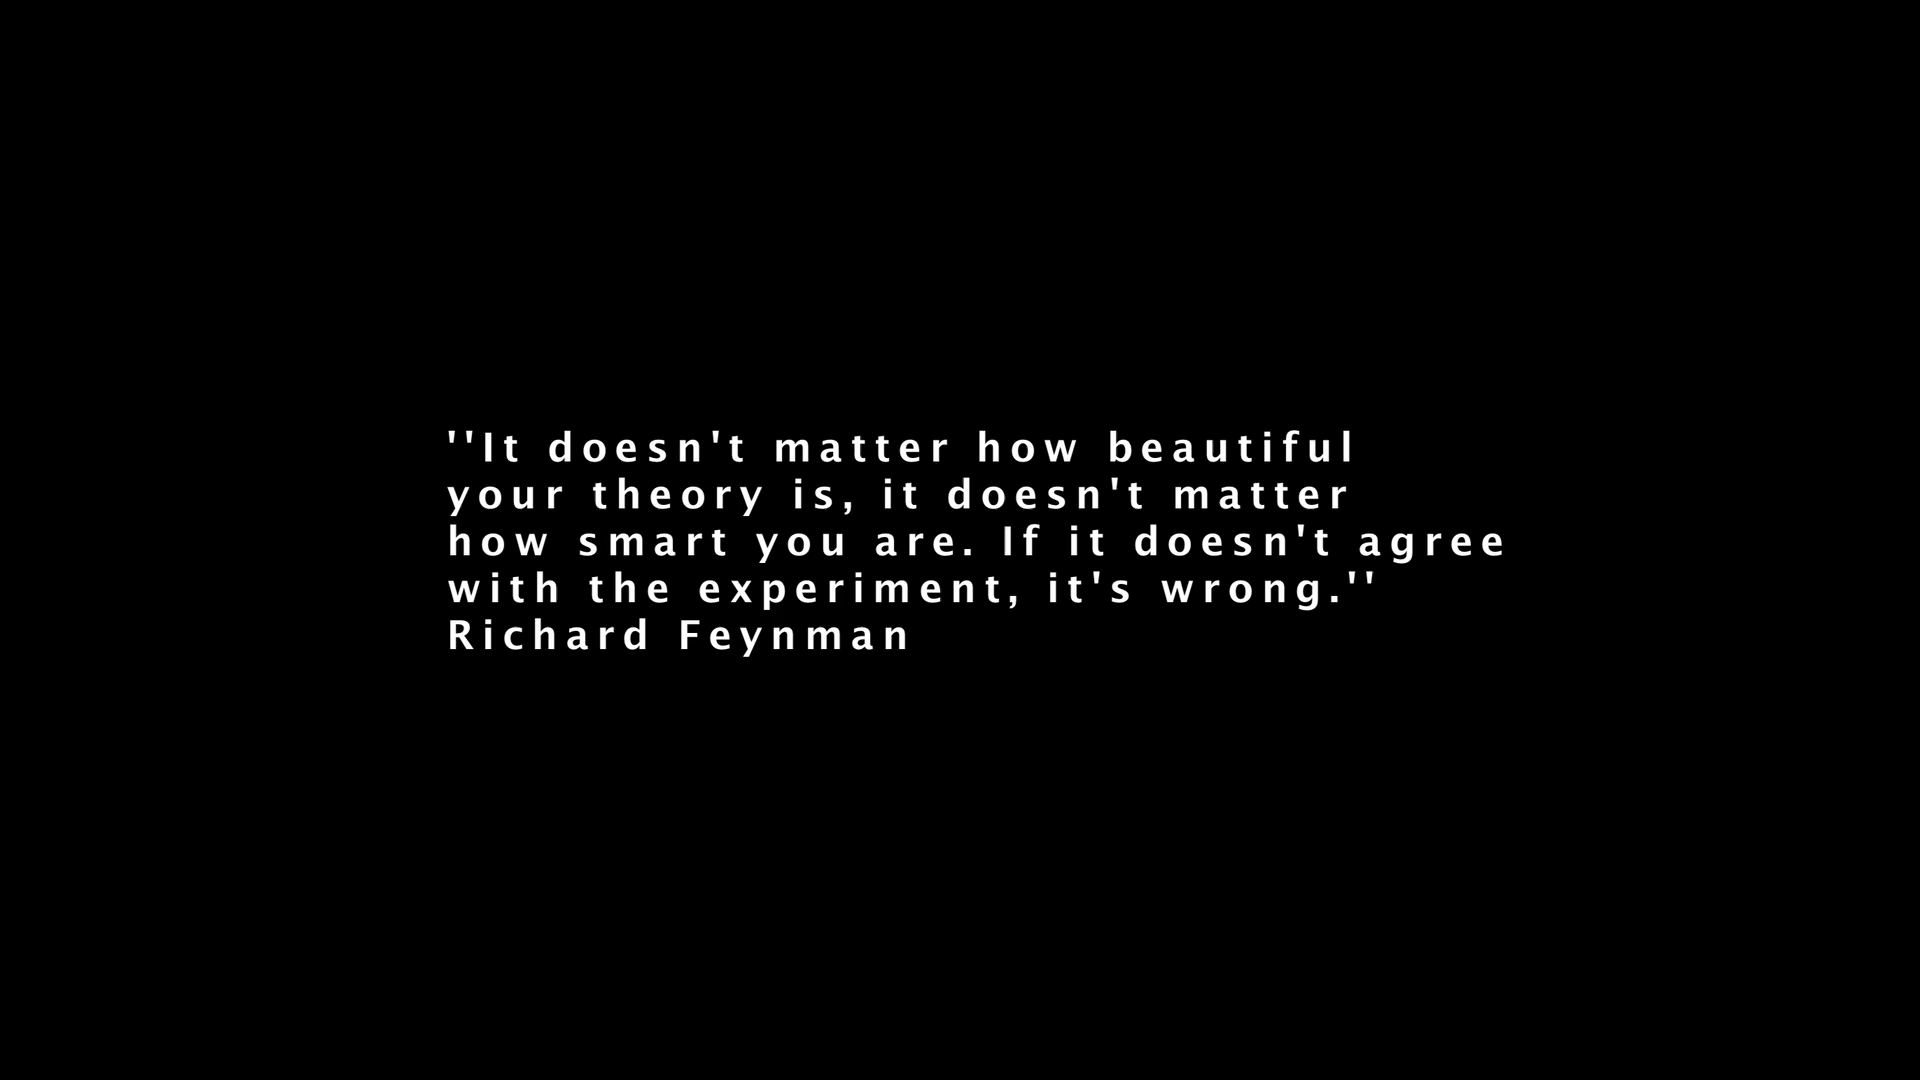 ''It doesn't matter how beautiful
your theory is, it doesn't matter
how smart you are. If it doesn't agree
with the experiment, it's wrong.''
Richard Feynman